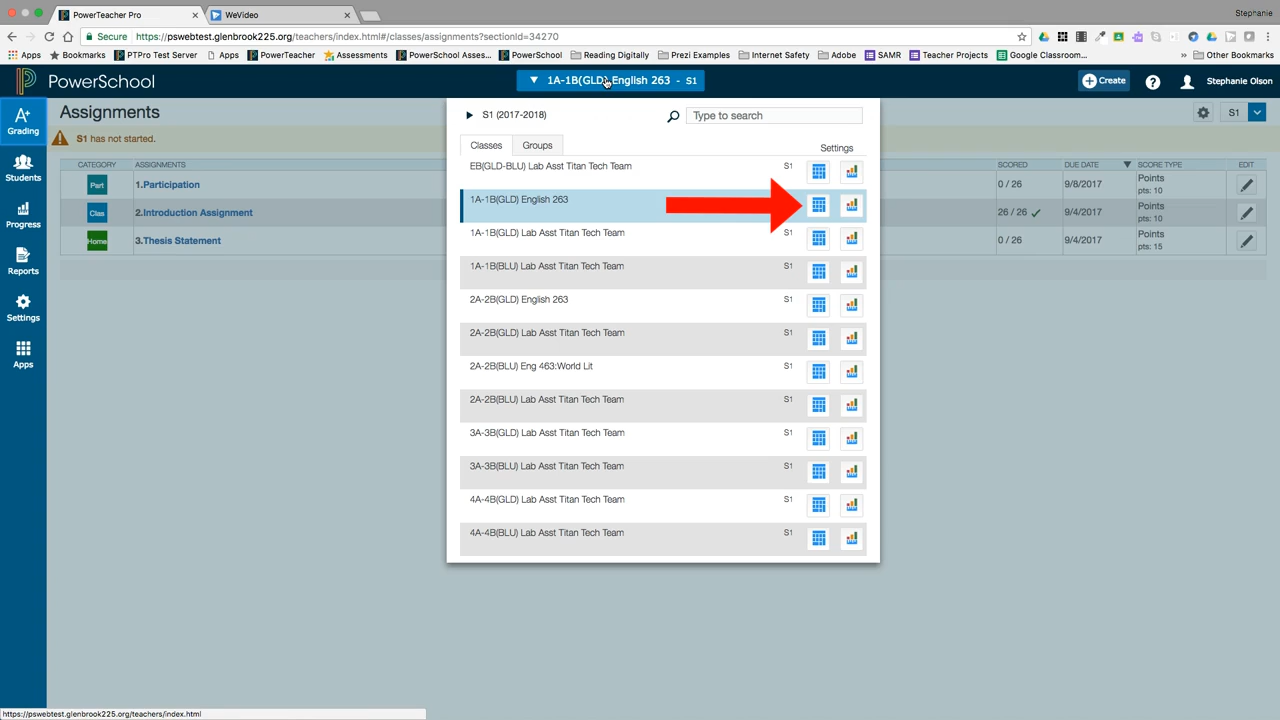 Stephanie
PowerTeacher Pro
WeVideo
Secure https://pswebtest.glenbrook225.org/teachers/index.html#/classes/assignments?sectionId=34270
Apps Bookmarks PTPro Test Server Apps PowerTeacher Assessments PowerSchool Asses... PowerSchool Reading Digitally Prezi Examples Internet Safety Adobe SAMR Teacher Projects Google Classroom... » Other Bookmarks
PowerSchool
1A-1B(GLD) English 263 - S1
Create
?
Stephanie Olson
A+
Grading
Students
Progress
Reports
Settings
Apps
Assignments
S1
S1 has not started.
CATEGORY ASSIGNMENTS SCORED DUE DATE SCORE TYPE EDIT
Part 1.Participation 0 / 26 9/8/2017 Points
pts: 10
Clas 2.Introduction Assignment 26 / 26 9/4/2017 Points
pts: 10
Home 3.Thesis Statement 0 / 26 9/4/2017 Points
pts: 15
S1 (2017-2018)
Type to search
Classes Groups Settings
EB(GLD-BLU) Lab Asst Titan Tech Team S1
1A-1B(GLD) English 263
1A-1B(GLD) Lab Asst Titan Tech Team S1
1A-1B(BLU) Lab Asst Titan Tech Team S1
2A-2B(GLD) English 263 S1
2A-2B(GLD) Lab Asst Titan Tech Team S1
2A-2B(BLU) Eng 463:World Lit S1
2A-2B(BLU) Lab Asst Titan Tech Team S1
3A-3B(GLD) Lab Asst Titan Tech Team S1
3A-3B(BLU) Lab Asst Titan Tech Team S1
4A-4B(GLD) Lab Asst Titan Tech Team S1
4A-4B(BLU) Lab Asst Titan Tech Team S1
https://pswebtest.glenbrook225.org/teachers/index.html